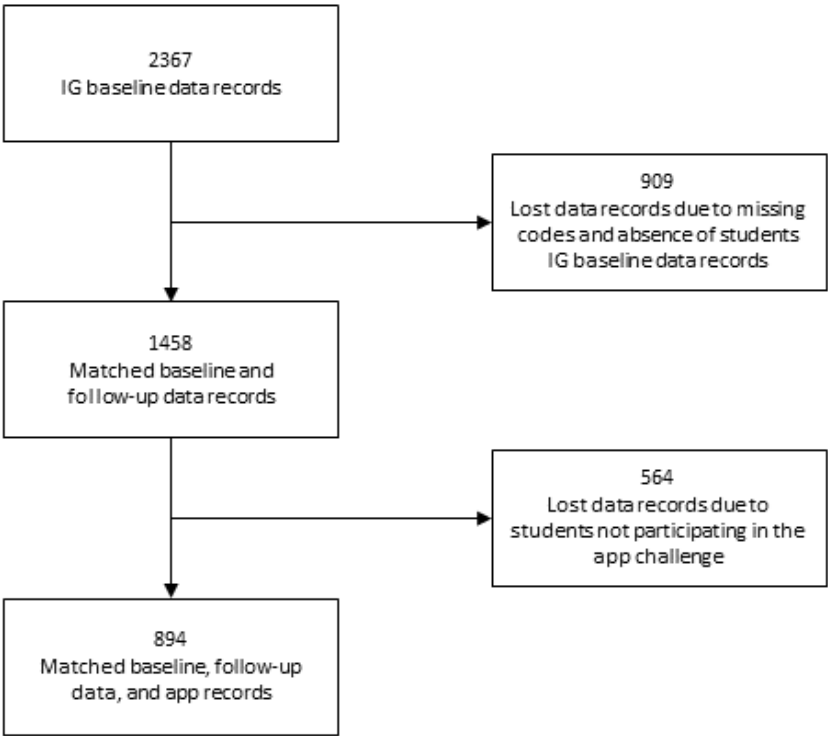 2367
IG baseline data records
909
Lost data records due to missing
codes and absence of students
IG baseline data records
1458
Matched baseline and
follow-up data records
564
Lost data records due to
students not participating in the
app challenge
894
Matched baseline, follow-up
data, and app records